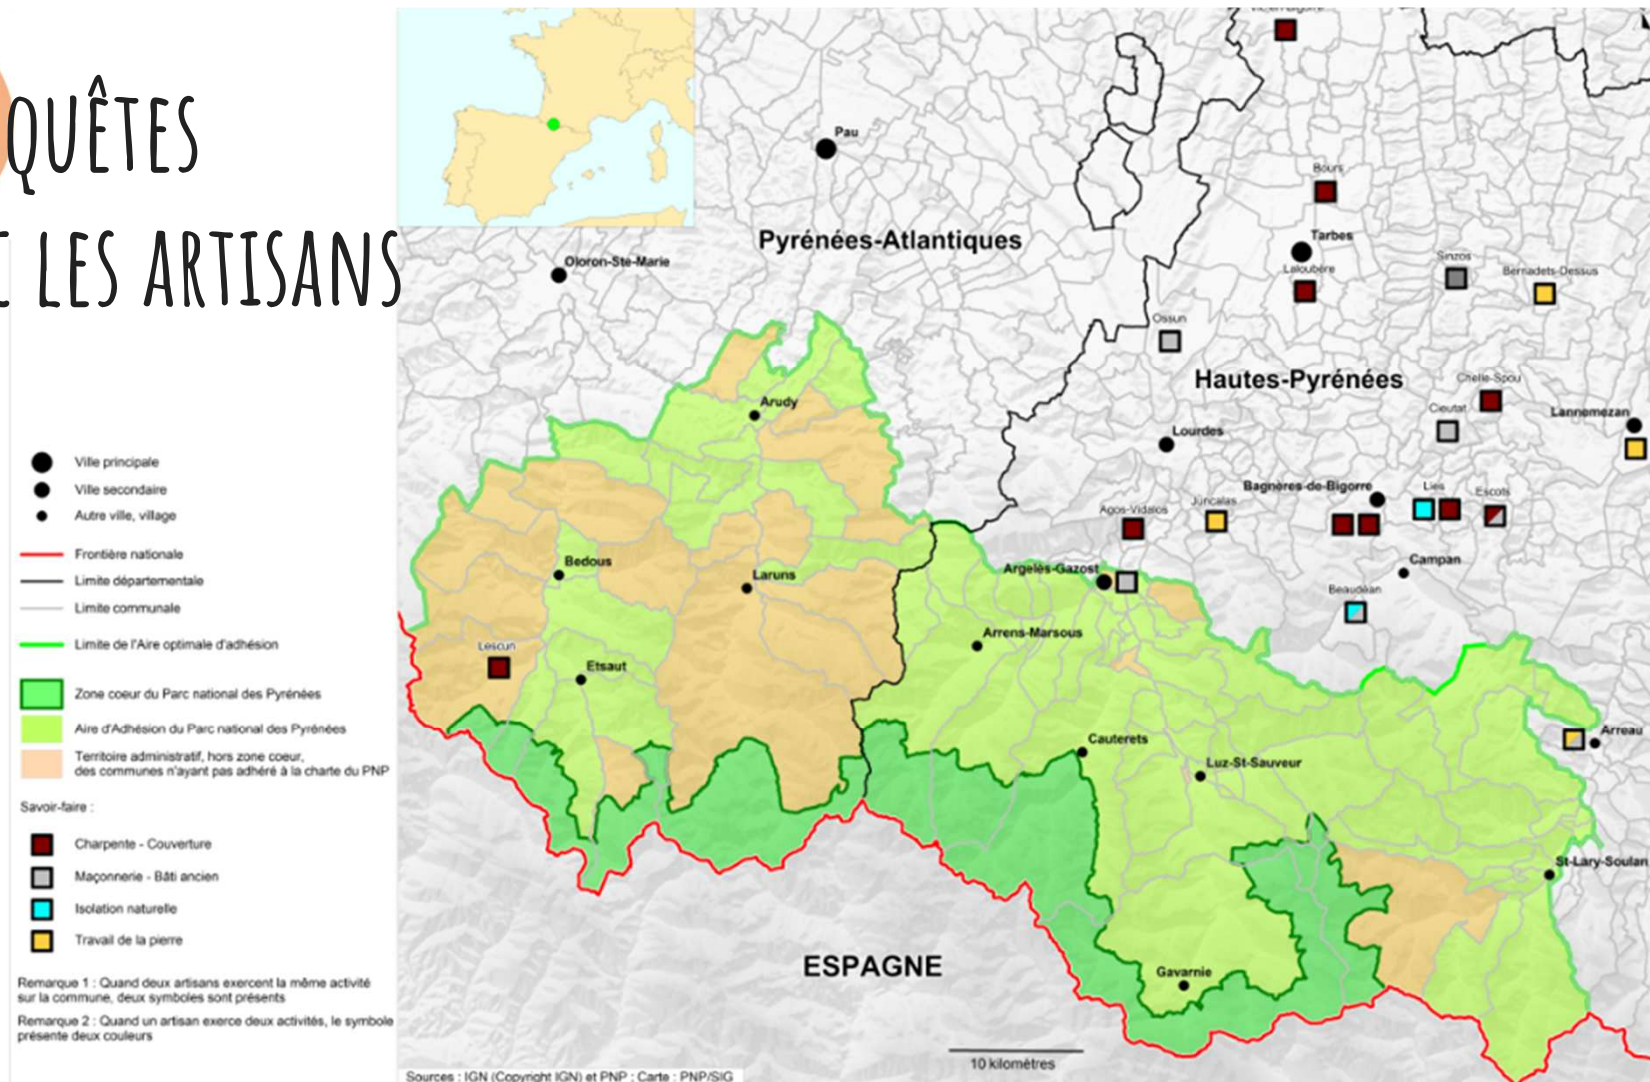 QUÊTES
LES ARTISANS
Ville principale
Ville secondaire
Autre ville, village
Frontière nationale
Limite départementale
Limite communale
Limite de l'Aire optimale d'adhésion
Zone coeur du Parc national des Pyrénées
Aire d'Adhésion du Parc national des Pyrénées
Territoire administratif, hors zone coeur,
des communes n'ayant pas adhéré à la charte du PNP
Savoir-faire :
Charpente - Couverture
Maçonnerie - Bâti ancien
Isolation naturelle
Travail de la pierre
Remarque 1 : Quand deux artisans exercent la même activité
sur la commune, deux symboles sont présents
Remarque 2 : Quand un artisan exerce deux activités, le symbole
présente deux couleurs
Pau
Bours
Pyrénées-Atlantiques
Tarbes
Oloron-Ste-Marie
Laloubère
Sinzos
Bernadets-Dessus
Ossun
Hautes-Pyrénées
Chelle-Spou
Arudy
Cieutat
Lannemezan
Lourdes
Bagnères-de-Bigorre
Lies
Escots
Juncalas
Agos-Vidalos
Bedous
Laruns
Argelès-Gazost
Campan
Beaudéan
Arrens-Marsous
Lescun
Etsaut
Cauterets
Arreau
Luz-St-Sauveur
St-Lary-Soulan
ESPAGNE
Gavarnie
10 kilomètres
Sources : IGN (Copyright IGN) et PNP ; Carte : PNP/SIG